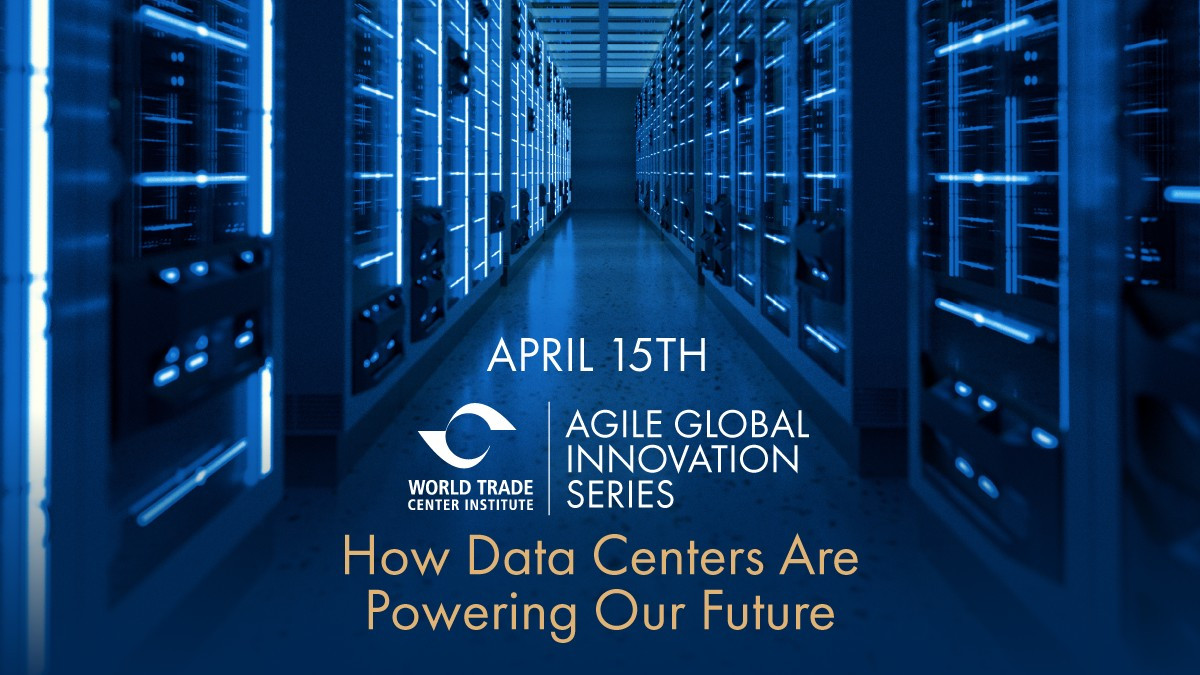 APRIL 15TH
WORLD TRADE
CENTER INSTITUTE
AGILE GLOBAL
INNOVATION
SERIES
How Data Centers Are
Powering Our Future